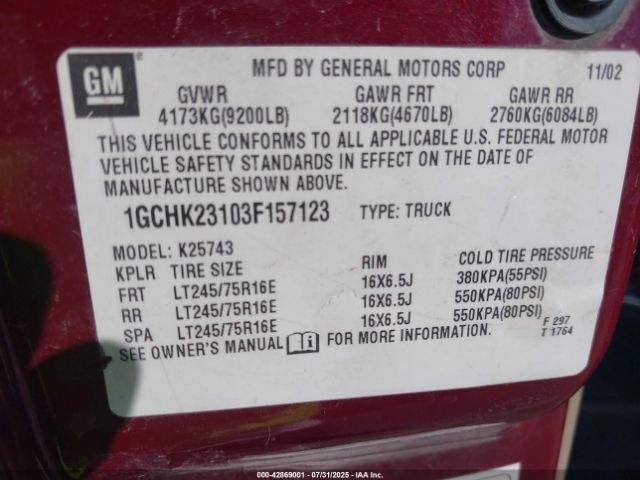 GM ®
MFD BY GENERAL MOTORS CORP 11/02
GVWR GAWR FRT GAWR RR
4173KG(9200LB) 2118KG(4670LB) 2760KG(6084LB)
THIS VEHICLE CONFORMS TO ALL APPLICABLE U.S. FEDERAL MOTOR
VEHICLE SAFETY STANDARDS IN EFFECT ON THE DATE OF
MANUFACTURE SHOWN ABOVE.
1GCHK23103F157123 TYPE: TRUCK
MODEL: K25743
KPLR TIRE SIZE RIM COLD TIRE PRESSURE
FRT LT245/75R16E 16X6.5J 380KPA(55PSI)
RR LT245/75R16E 16X6.5J 550KPA(80PSI)
SPA LT245/75R16E 16X6.5J 550KPA(80PSI)
SEE OWNER'S MANUAL FOR MORE INFORMATION.
F 297
T 1764
000-42869001 - 07/31/2025 - IAA Inc.